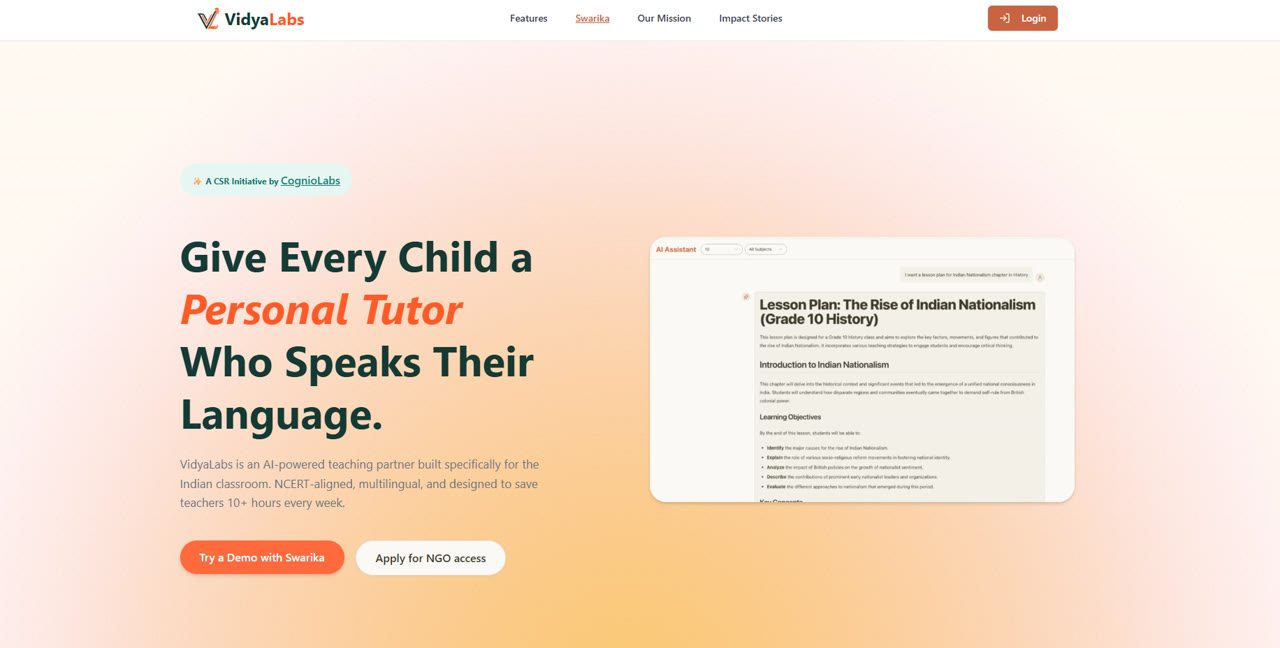 VidyaLabs
Features
Swarika
Our Mission
Impact Stories
Login
✨ A CSR Initiative by CognioLabs
Give Every Child a
Personal Tutor
Who Speaks Their
Language.
VidyaLabs is an AI-powered teaching partner built specifically for the
Indian classroom. NCERT-aligned, multilingual, and designed to save
teachers 10+ hours every week.
Try a Demo with Swarika
Apply for NGO access
AI Assistant
10
All Subjects
I want a lesson plan for Indian Nationalism chapter in History
Lesson Plan: The Rise of Indian Nationalism
(Grade 10 History)
This lesson plan is designed for a Grade 10 History class and aims to explore the key factors, movements, and figures that contributed to
the rise of Indian Nationalism. It incorporates various teaching strategies to engage students and encourage critical thinking.
Introduction to Indian Nationalism
This chapter will delve into the historical context and significant events that led to the emergence of a unified national consciousness in
India. Students will understand how disparate regions and communities eventually came together to demand self-rule from British
colonial power.
Learning Objectives
By the end of this lesson, students will be able to:
• Identify the major causes for the rise of Indian Nationalism.
• Explain the role of various socio-religious reform movements in fostering national identity.
• Analyze the impact of British policies on the growth of nationalist sentiment.
• Describe the contributions of prominent early nationalist leaders and organizations.
• Evaluate the different approaches to nationalism that emerged during this period.
Key Concepts